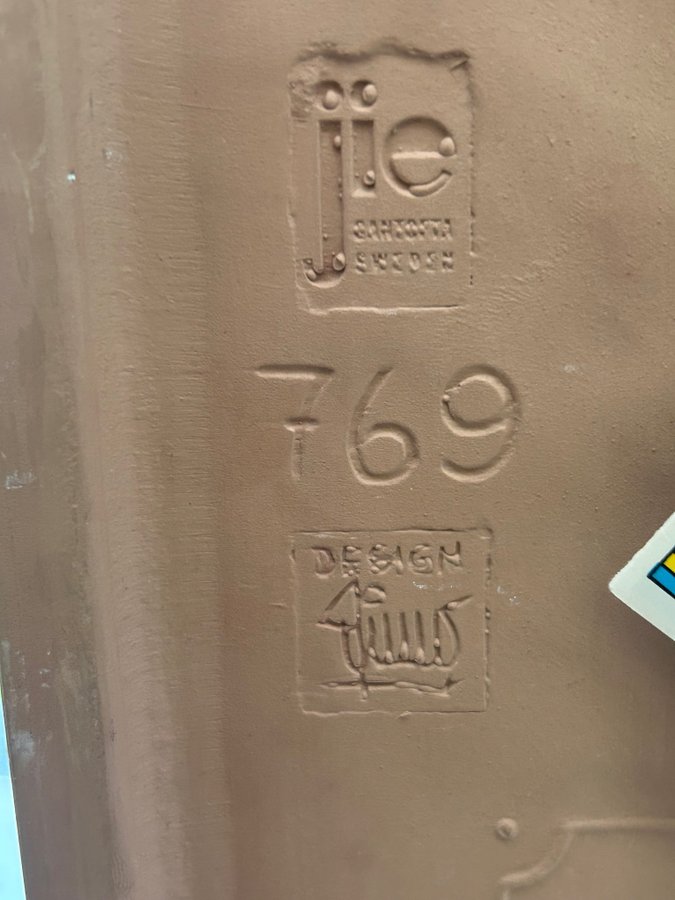 jie
GANTOFTA
SWEDEN
769
DESIGN